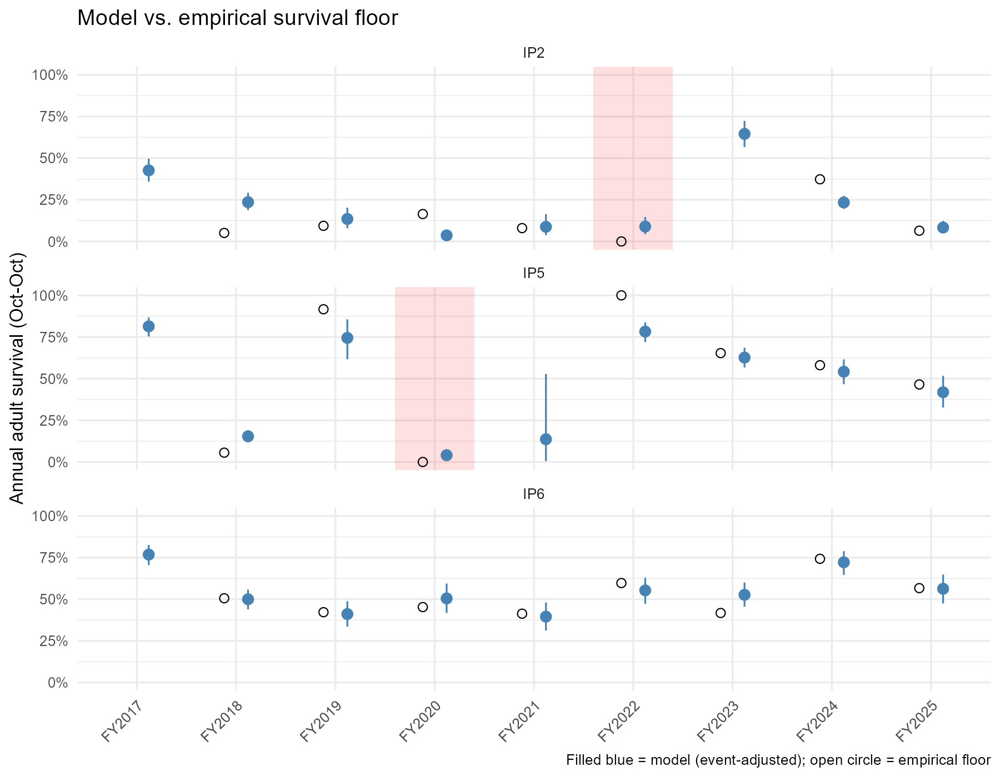 Model vs. empirical survival floor
IP2
100%
75%
50%
25%
0%
IP5
100%
75%
50%
25%
0%
IP6
100%
75%
50%
25%
0%
Annual adult survival (Oct-Oct)
FY2017
FY2018
FY2019
FY2020
FY2021
FY2022
FY2023
FY2024
FY2025
Filled blue = model (event-adjusted); open circle = empirical floor